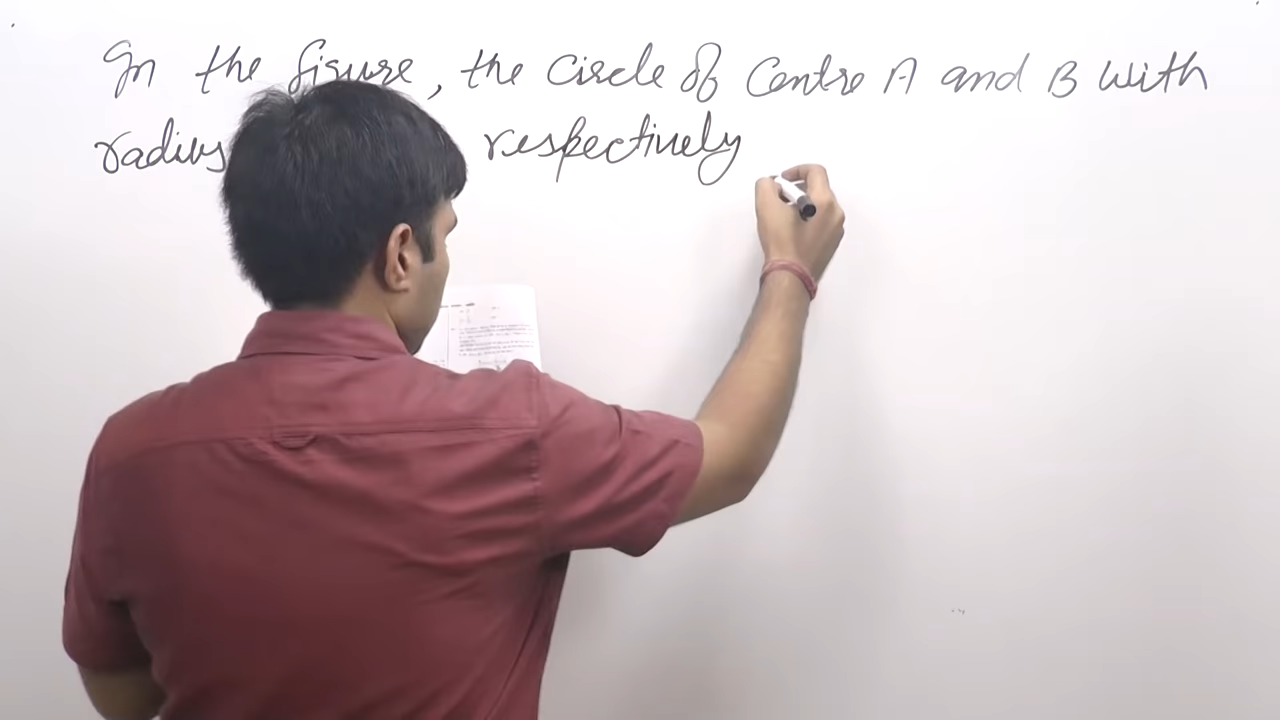 In the figure, the circle of Centre A and B with
radius respectively